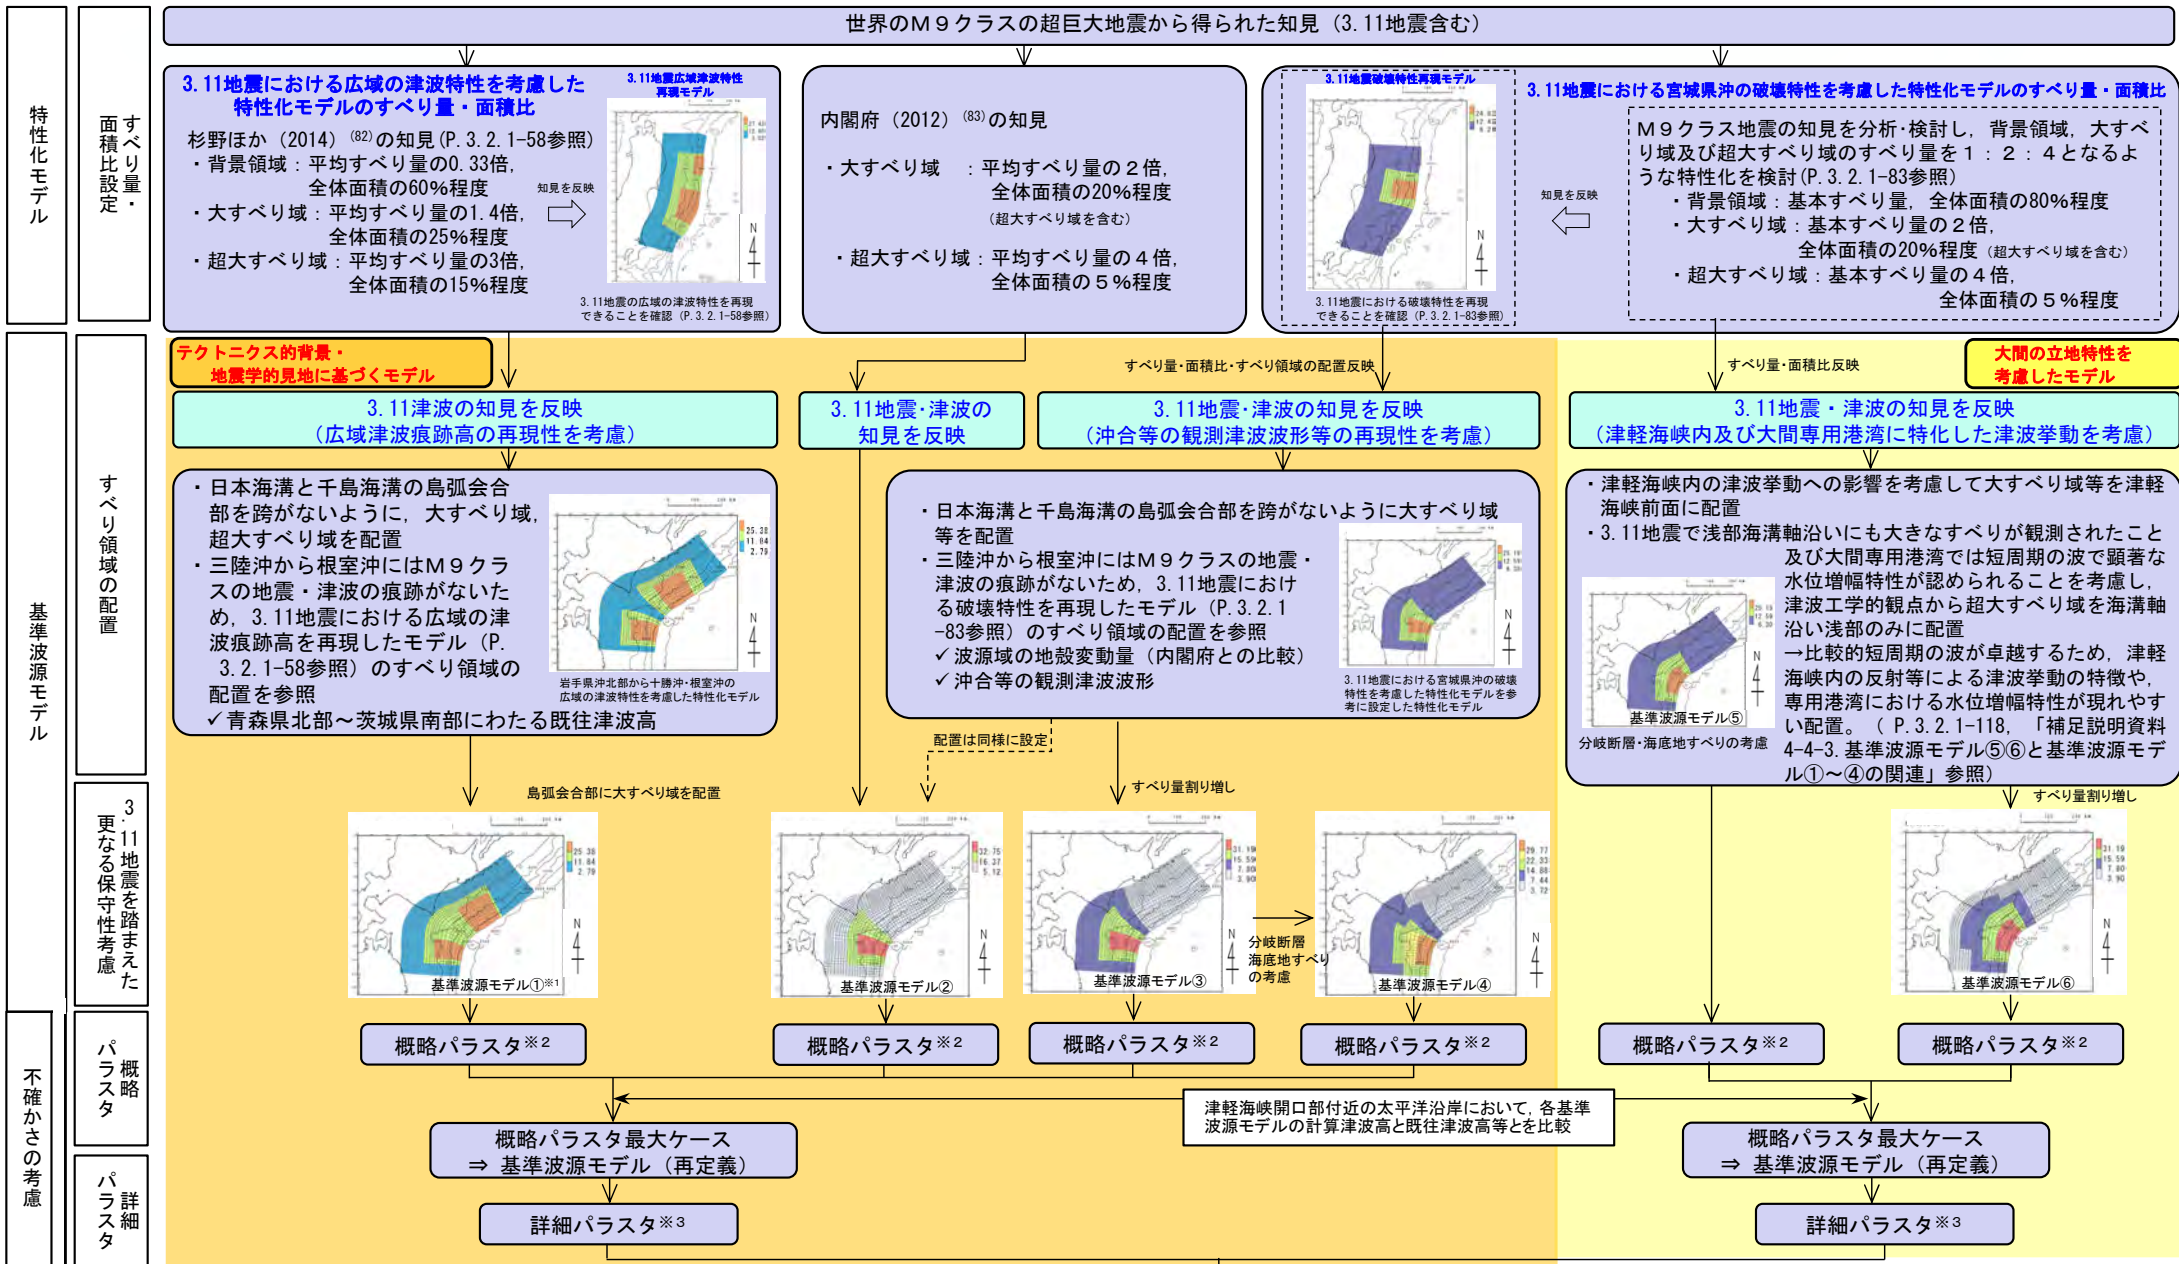 世界のM9クラスの超巨大地震から得られた知見（3.11地震含む）
特性化モデル
すべり量・
面積比設定
3.11地震における広域の津波特性を考慮した
特性化モデルのすべり量・面積比
杉野ほか（2014）(82)の知見(P.3.2.1-58参照)
・背景領域：平均すべり量の0.33倍，
全体面積の60%程度
・大すべり域：平均すべり量の1.4倍，
全体面積の25%程度
・超大すべり域：平均すべり量の3倍，
全体面積の15%程度
知見を反映
3.11地震広域津波特性
再現モデル
N
3.11地震の広域の津波特性を再現
できることを確認（P.3.2.1-58参照）
内閣府（2012）(83)の知見
・大すべり域　：平均すべり量の２倍，
全体面積の20%程度
（超大すべり域を含む）
・超大すべり域：平均すべり量の４倍，
全体面積の５%程度
3.11地震破壊特性再現モデル
N
3.11地震における破壊特性を再現
できることを確認（P.3.2.1-83参照）
知見を反映
3.11地震における宮城県沖の破壊特性を考慮した特性化モデルのすべり量・面積比
M９クラス地震の知見を分析・検討し，背景領域，大すべ
り域及び超大すべり域のすべり量を１：２：４となるよ
うな特性化を検討(P.3.2.1-83参照)
・背景領域：基本すべり量，全体面積の80%程度
・大すべり域：基本すべり量の２倍，
全体面積の20%程度（超大すべり域を含む）
・超大すべり域：基本すべり量の４倍，
全体面積の５%程度
基準波源モデル
すべり領域の配置
テクトニクス的背景・
地震学的見地に基づくモデル
すべり量・面積比・すべり領域の配置反映
すべり量・面積比反映
大間の立地特性を
考慮したモデル
3.11津波の知見を反映
（広域津波痕跡高の再現性を考慮）
3.11地震・津波の
知見を反映
3.11地震・津波の知見を反映
（沖合等の観測津波波形等の再現性を考慮）
3.11地震・津波の知見を反映
（津軽海峡内及び大間専用港湾に特化した津波挙動を考慮）
・日本海溝と千島海溝の島弧会合
部を跨がないように，大すべり域，
超大すべり域を配置
・三陸沖から根室沖にはM９クラ
スの地震・津波の痕跡がないた
め，3.11地震における広域の津
波痕跡高を再現したモデル（P.
3.2.1-58参照）のすべり領域の
配置を参照
✓青森県北部～茨城県南部にわたる既往津波高
25.38
11.84
2.79
N
岩手県沖北部から十勝沖・根室沖の
広域の津波特性を考慮した特性化モデル
・日本海溝と千島海溝の島弧会合部を跨がないように大すべり域
等を配置
・三陸沖から根室沖にはM９クラスの地震・
津波の痕跡がないため，3.11地震におけ
る破壊特性を再現したモデル（P.3.2.1
-83参照）のすべり領域の配置を参照
✓波源域の地殻変動量（内閣府との比較）
✓沖合等の観測津波波形
N
3.11地震における宮城県沖の破壊
特性を考慮した特性化モデルを参
考に設定した特性化モデル
・津軽海峡内の津波挙動への影響を考慮して大すべり域等を津軽
海峡前面に配置
・3.11地震で浅部海溝軸沿いにも大きなすべりが観測されたこと
及び大間専用港湾では短周期の波で顕著な
水位増幅特性が認められることを考慮し，
津波工学的観点から超大すべり域を海溝軸
沿い浅部のみに配置
→比較的短周期の波が卓越するため，津軽
海峡内の反射等による津波挙動の特徴や，
専用港湾における水位増幅特性が現れやす
い配置。（ P.3.2.1-118，「補足説明資料
4-4-3.基準波源モデル⑤⑥と基準波源モデ
ル①～④の関連」参照）
N
基準波源モデル⑤
分岐断層・海底地すべりの考慮
3.11地震を踏まえた
更なる保守性考慮
島弧会合部に大すべり域を配置
配置は同様に設定
すべり量割り増し
すべり量割り増し
25.38
11.84
2.79
N
基準波源モデル①※1
32.75
16.37
5.12
基準波源モデル②
31.19
15.59
7.80
3.90
N
基準波源モデル③
分岐断層
海底地すべり
の考慮
29.77
22.33
14.88
7.44
3.72
N
基準波源モデル④
31.19
15.59
7.80
3.90
N
基準波源モデル⑥
不確かさの考慮
概略
パラスタ
概略パラスタ※2
概略パラスタ※2
概略パラスタ※2
概略パラスタ※2
概略パラスタ※2
概略パラスタ※2
津軽海峡開口部付近の太平洋沿岸において，各基準
波源モデルの計算津波高と既往津波高等とを比較
概略パラスタ最大ケース
⇒ 基準波源モデル（再定義）
概略パラスタ最大ケース
⇒ 基準波源モデル（再定義）
詳細
パラスタ
詳細パラスタ※3
詳細パラスタ※3